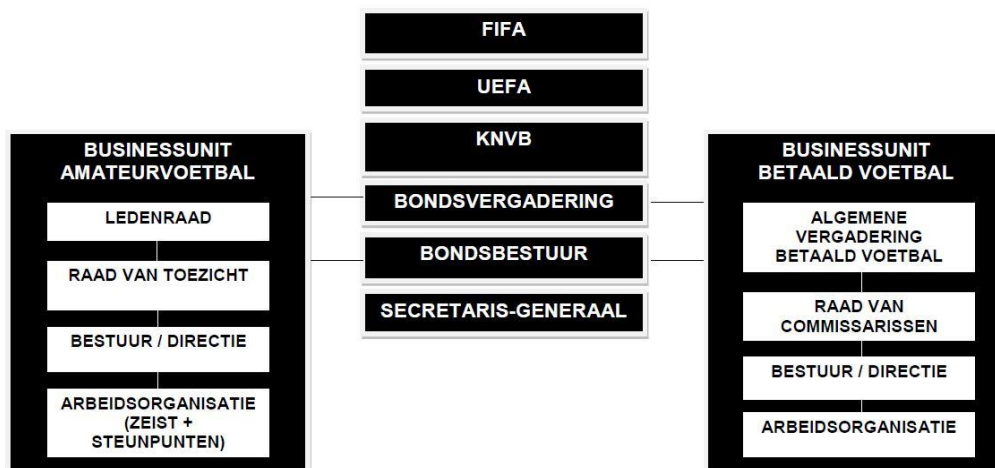 FIFA
UEFA
KNVB
BONDSVERGADERING
BONDSBESTUUR
SECRETARIS-GENERAAL
BUSINESSUNIT
AMATEURVOETBAL
LEDENRAAD
RAAD VAN TOEZICHT
BESTUUR / DIRECTIE
ARBEIDSORGANISATIE
(ZEIST +
STEUNPUNTEN)
BUSINESSUNIT
BETAALD VOETBAL
ALGEMENE
VERGADERING
BETAALD VOETBAL
RAAD VAN
COMMISSARISSEN
BESTUUR / DIRECTIE
ARBEIDSORGANISATIE